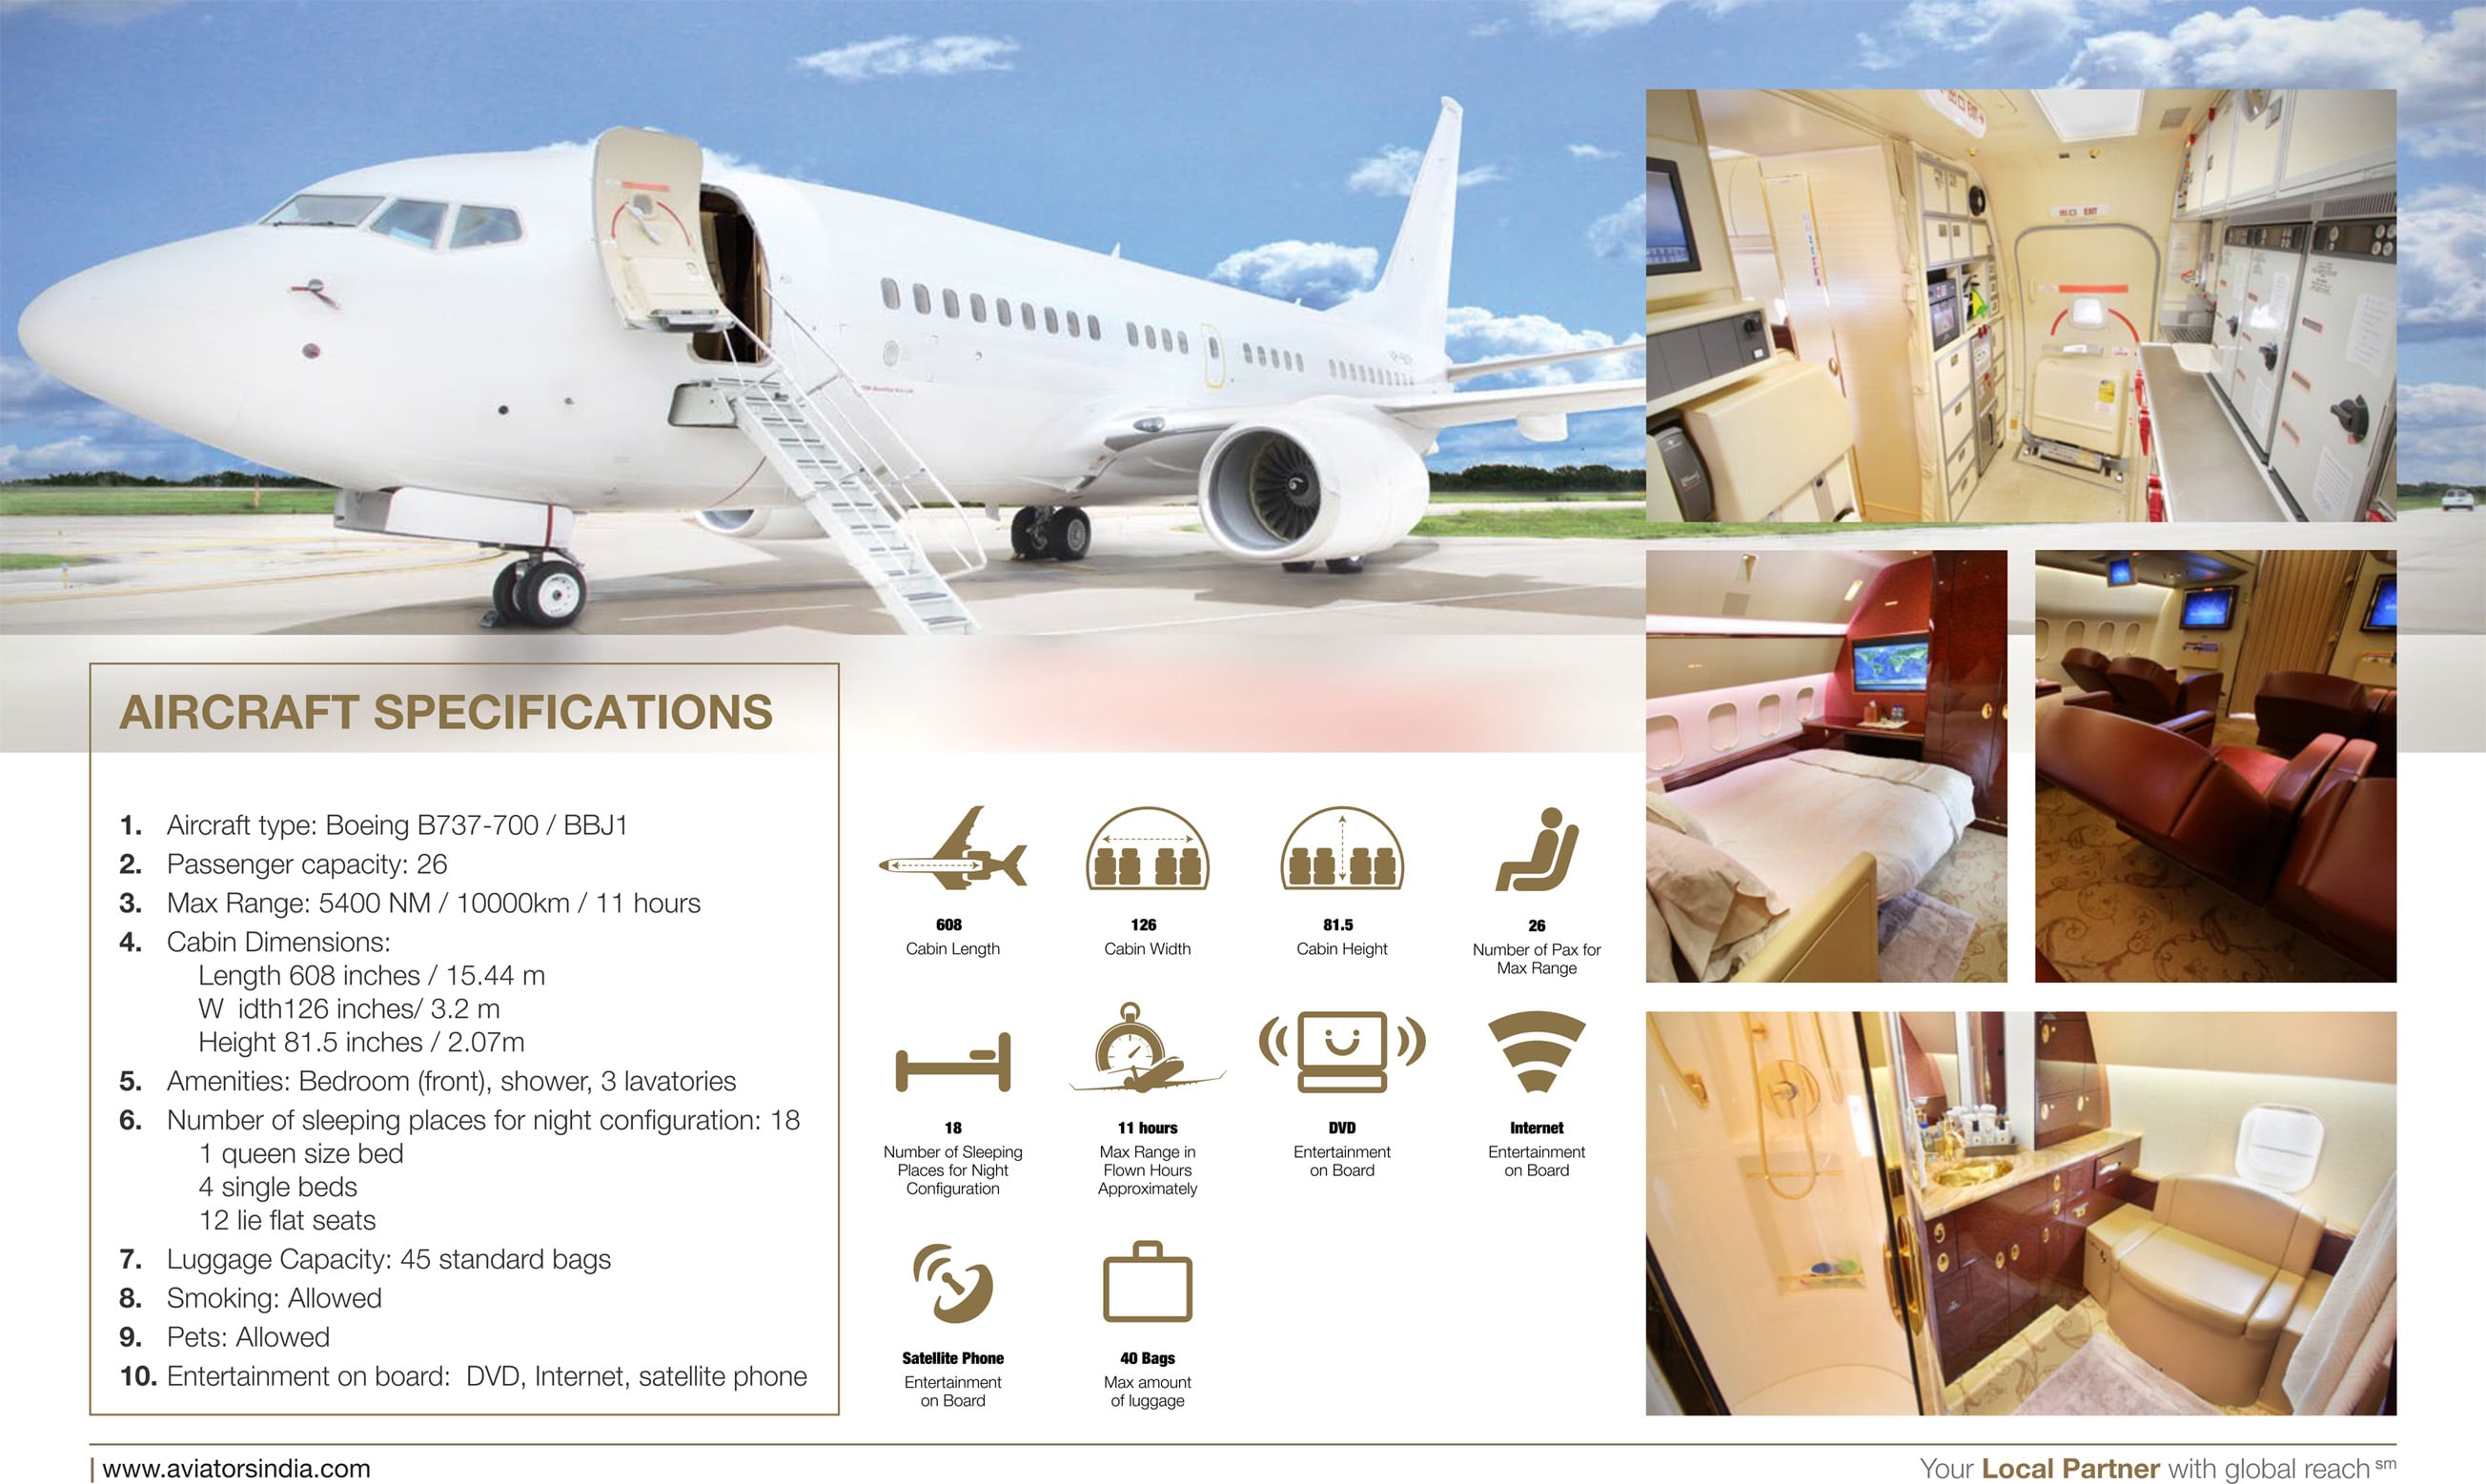 AIRCRAFT SPECIFICATIONS
1. Aircraft type: Boeing B737-700 / BBJ1
2. Passenger capacity: 26
3. Max Range: 5400 NM / 10000km / 11 hours
4. Cabin Dimensions:
Length 608 inches / 15.44 m
W idth126 inches/ 3.2 m
Height 81.5 inches / 2.07m
5. Amenities: Bedroom (front), shower, 3 lavatories
6. Number of sleeping places for night configuration: 18
1 queen size bed
4 single beds
12 lie flat seats
7. Luggage Capacity: 45 standard bags
8. Smoking: Allowed
9. Pets: Allowed
10. Entertainment on board: DVD, Internet, satellite phone
608
Cabin Length
126
Cabin Width
81.5
Cabin Height
26
Number of Pax for
Max Range
18
Number of Sleeping
Places for Night
Configuration
11 hours
Max Range in
Flown Hours
Approximately
DVD
Entertainment
on Board
Internet
Entertainment
on Board
Satellite Phone
Entertainment
on Board
40 Bags
Max amount
of luggage
EXIT
www.aviatorsindia.com
Your Local Partner with global reach sm